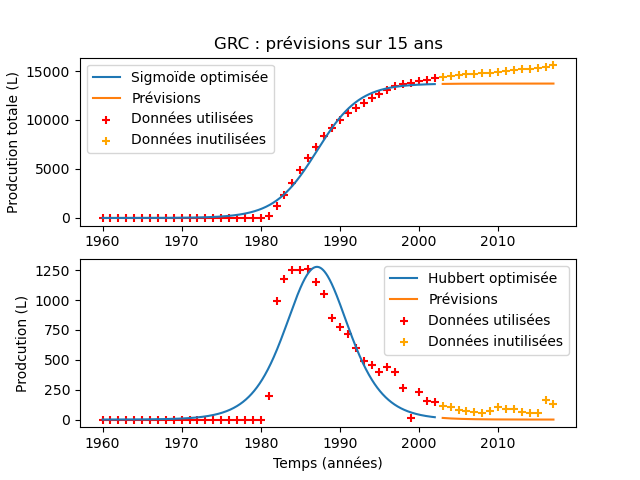 GRC : prévisions sur 15 ans
Prodcution totale (L)
15000
10000
5000
0
Sigmoïde optimisée
Prévisions
Données utilisées
Données inutilisées
1960 1970 1980 1990 2000 2010
Prodcution (L)
1250
1000
750
500
250
0
Hubbert optimisée
Prévisions
Données utilisées
Données inutilisées
1960 1970 1980 1990 2000 2010
Temps (années)